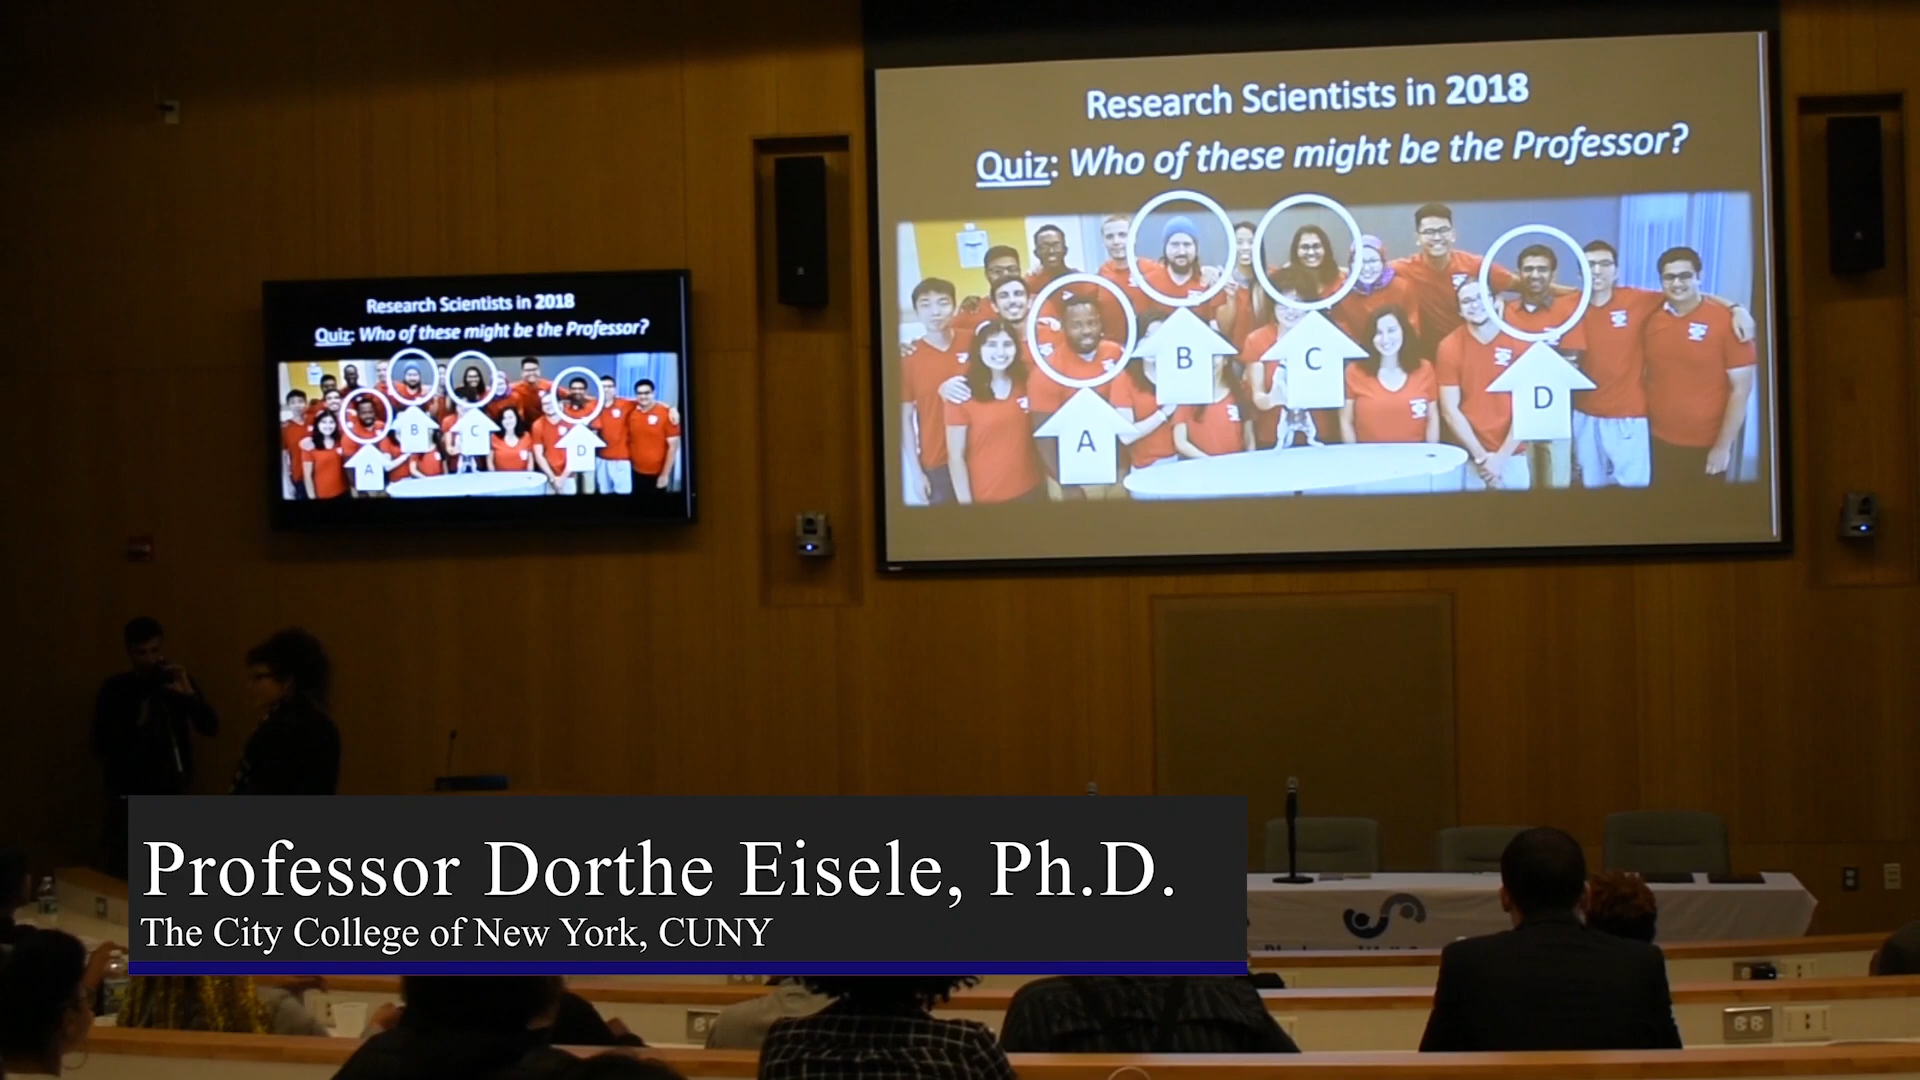 Research Scientists in 2018
Quiz: Who of these might be the Professor?
A
B
C
D
Research Scientists in 2018
Quiz: Who of these might be the Professor?
A
B
C
D
Professor Dorthe Eisele, Ph.D.
The City College of New York, CUNY